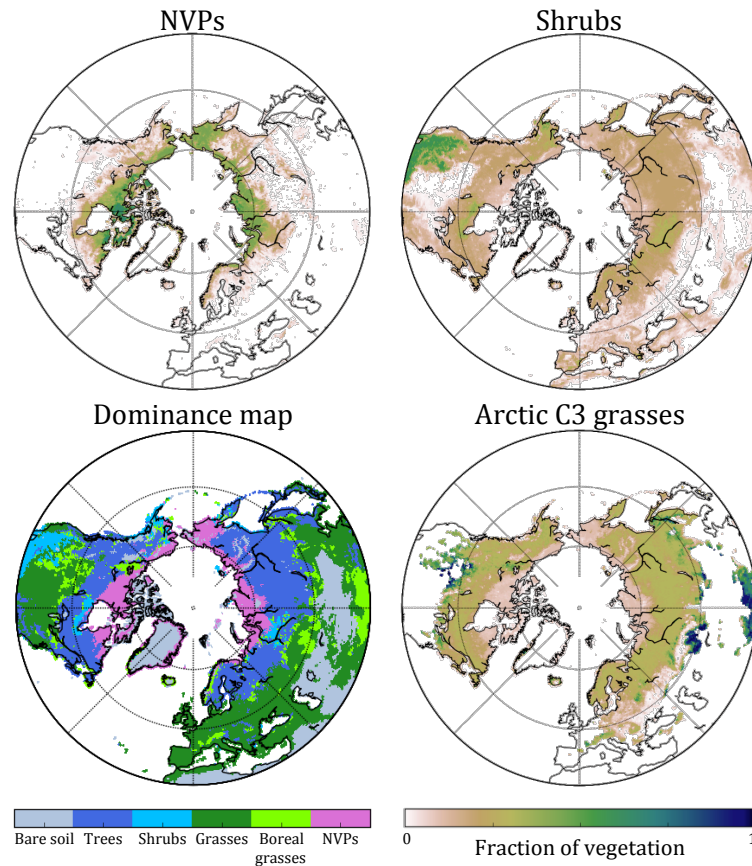 NVPs
Shrubs
Dominance map
Arctic C3 grasses
Bare soil
Trees
Shrubs
Grasses
Boreal
grasses
NVPs
0
1
Fraction of vegetation